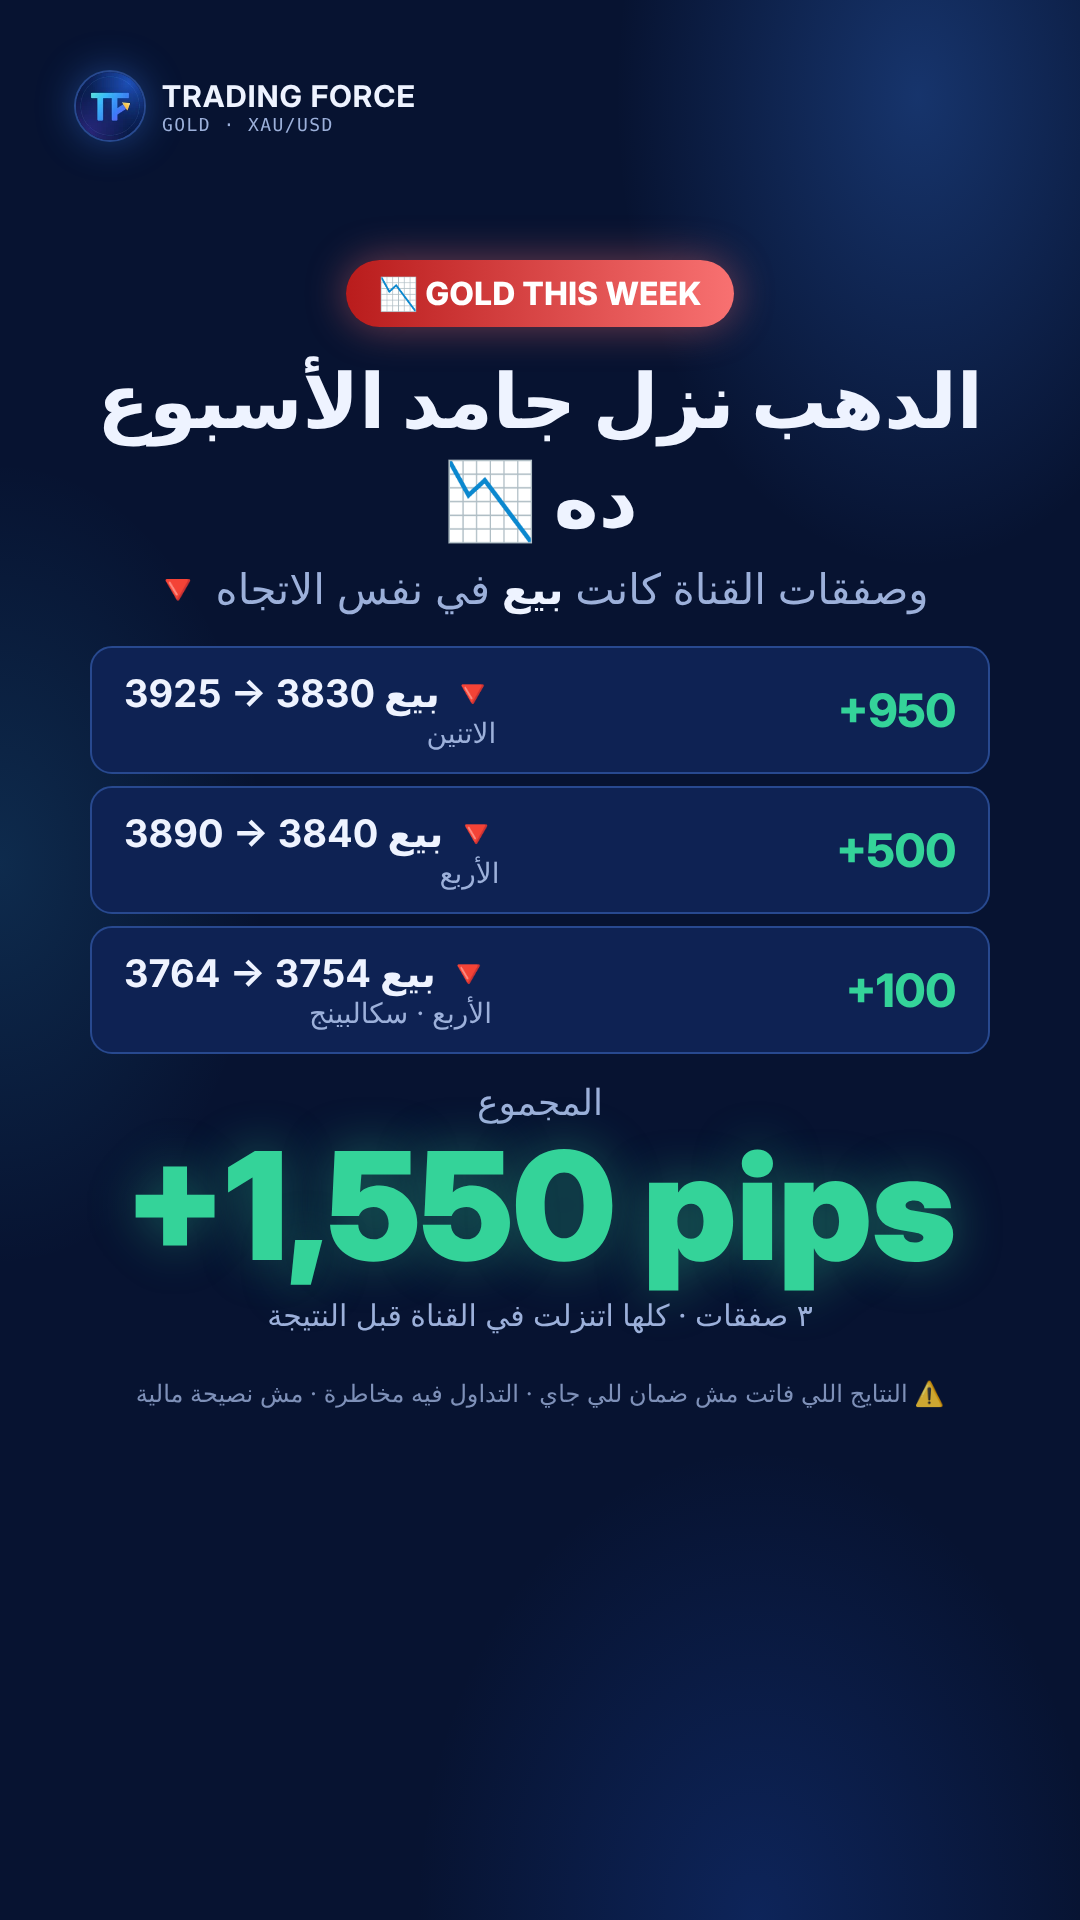 TRADING FORCE
GOLD · XAU/USD
📉 GOLD THIS WEEK
الدهب نزل جامد الأسبوع
ده 📉
وصفقات القناة كانت بيع في نفس الاتجاه 🔻
🔻 بيع 3830 → 3925
الاتنين
+950
🔻 بيع 3840 → 3890
الأربع
+500
🔻 بيع 3754 → 3764
الأربع · سكالبينج
+100
المجموع
+1,550 pips
٣ صفقات · كلها اتنزلت في القناة قبل النتيجة
⚠️ النتايج اللي فاتت مش ضمان للي جاي · التداول فيه مخاطرة · مش نصيحة مالية